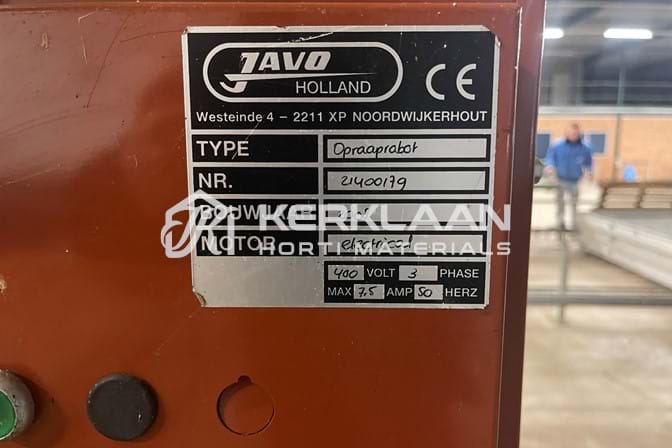 JAVO
HOLLAND
CE
Westeinde 4 – 2211 XP NOORDWIJKERHOUT
TYPE Opraaprobot
NR. 21400179
BOUWJAAR
MOTOR electrisch
400 VOLT 3 PHASE
MAX 7,5 AMP 50 HERZ
KERKLAAN
HORTI MATERIALS